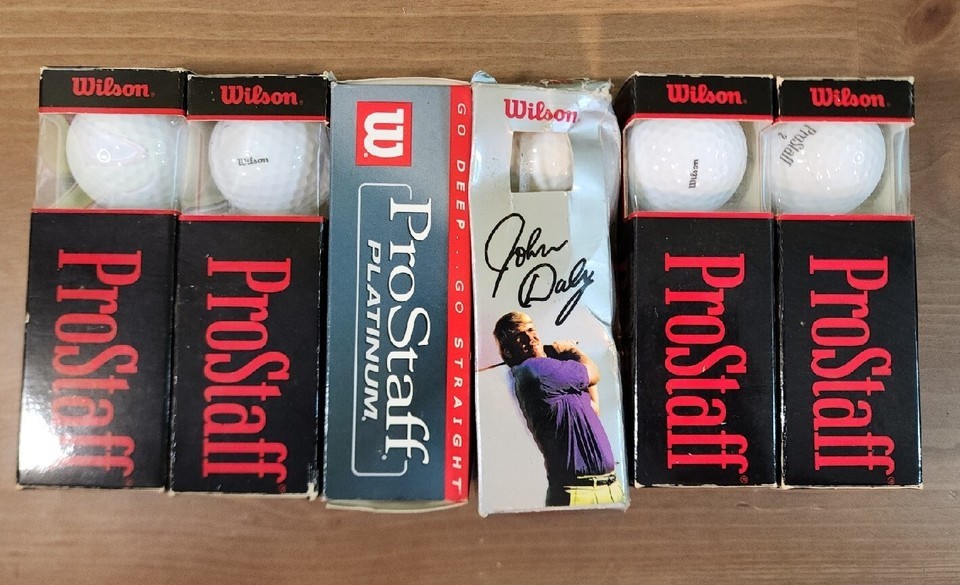 Wilson
ProStaff
Wilson
Wilson
ProStaff
W
ProStaff
PLATINUM
GO DEEP...GO STRAIGHT
Wilson
John Daly
Wilson
Wilson
ProStaff
Wilson
ProStaff
2
ProStaff